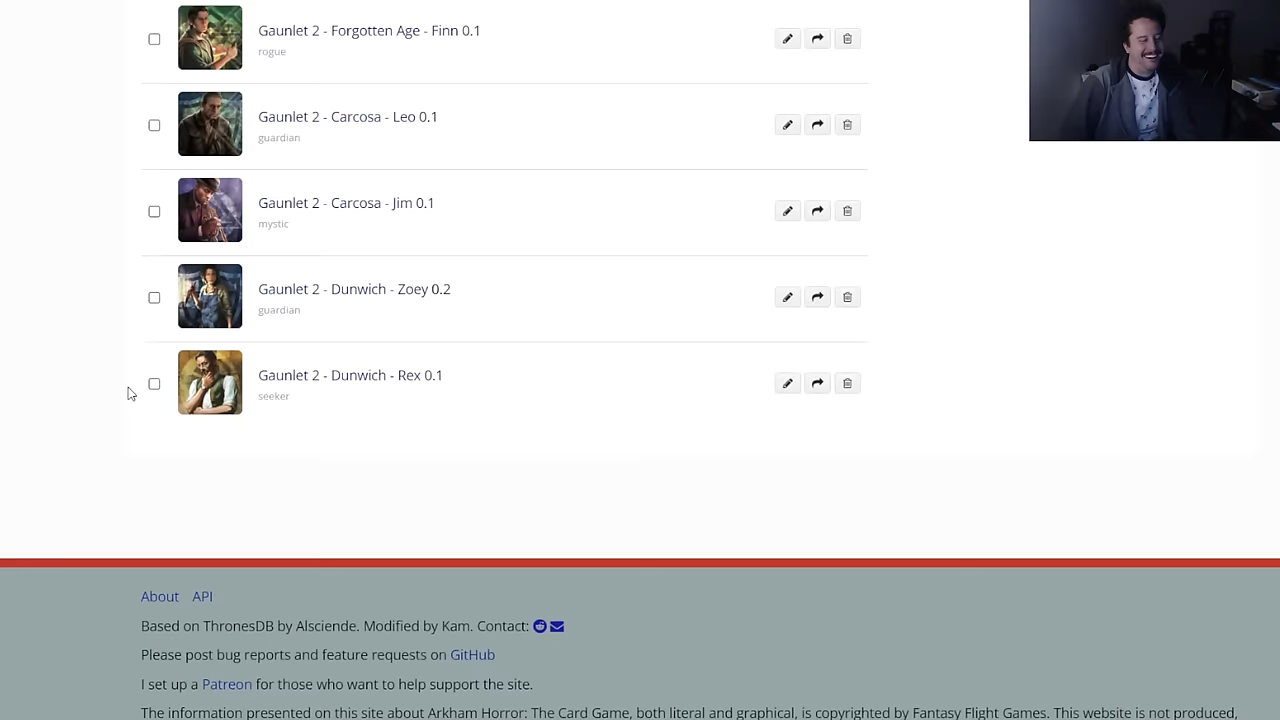 Gaunlet 2 - Forgotten Age - Finn 0.1
rogue
Gaunlet 2 - Carcosa - Leo 0.1
guardian
Gaunlet 2 - Carcosa - Jim 0.1
mystic
Gaunlet 2 - Dunwich - Zoey 0.2
guardian
Gaunlet 2 - Dunwich - Rex 0.1
seeker
About API
Based on ThronesDB by Alsciende. Modified by Kam. Contact:
Please post bug reports and feature requests on GitHub
I set up a Patreon for those who want to help support the site.
The information presented on this site about Arkham Horror: The Card Game, both literal and graphical, is copyrighted by Fantasy Flight Games. This website is not produced,